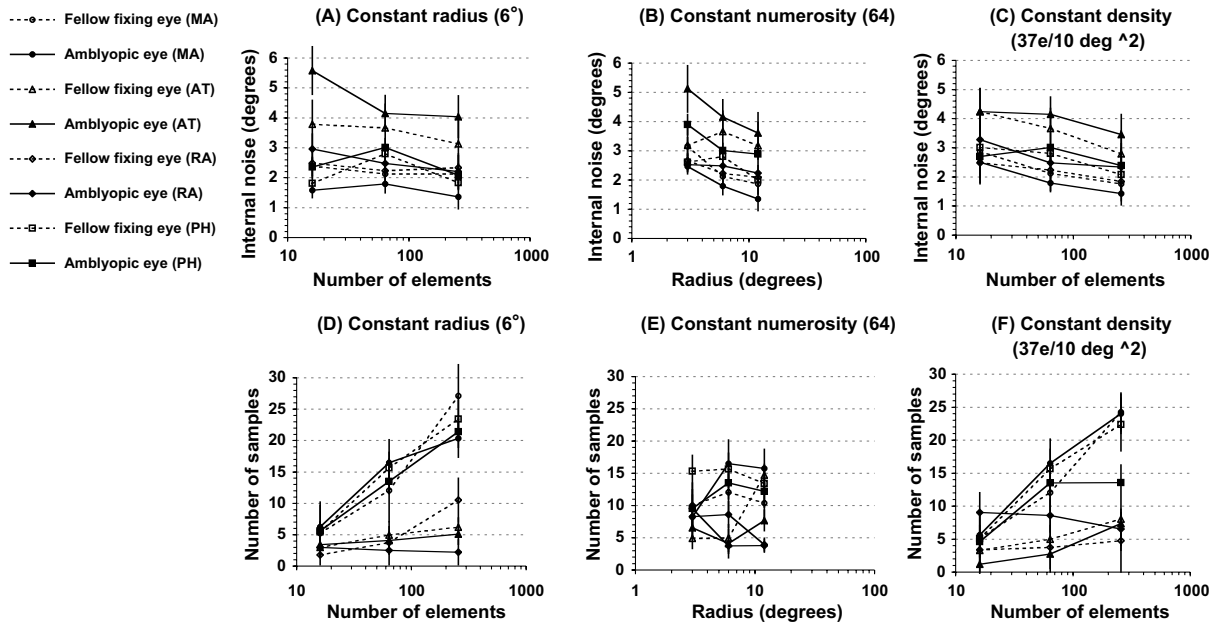 Fellow fixing eye (MA)
Amblyopic eye (MA)
Fellow fixing eye (AT)
Amblyopic eye (AT)
Fellow fixing eye (RA)
Amblyopic eye (RA)
Fellow fixing eye (PH)
Amblyopic eye (PH)
(A) Constant radius (6°)
Internal noise (degrees)
6
5
4
3
2
1
0
10
100
1000
Number of elements
(B) Constant numerosity (64)
Internal noise (degrees)
6
5
4
3
2
1
0
1
10
100
Radius (degrees)
(C) Constant density
(37e/10 deg ^2)
Internal noise (degrees)
6
5
4
3
2
1
0
10
100
1000
Number of elements
(D) Constant radius (6°)
Number of samples
30
25
20
15
10
5
0
10
100
1000
Number of elements
(E) Constant numerosity (64)
Number of samples
30
25
20
15
10
5
0
1
10
100
Radius (degrees)
(F) Constant density
(37e/10 deg ^2)
Number of samples
30
25
20
15
10
5
0
10
100
1000
Number of elements